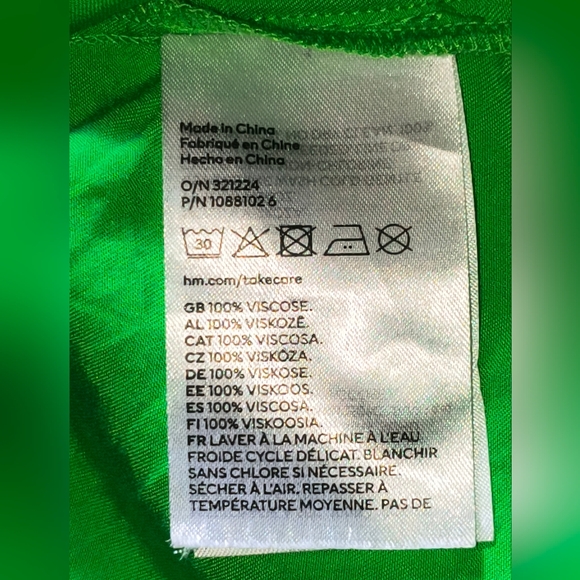 Made in China
Fabriqué en Chine
Hecho en China
O/N 321224
P/N 1088102 6
30
hm.com/takecare
GB 100% VISCOSE.
AL 100% VISKOZË.
CAT 100% VISCOSA.
CZ 100% VISKÓZA.
DE 100% VISKOSE.
EE 100% VISKOOS.
ES 100% VISCOSA.
FI 100% VISKOOSIA.
FR LAVER À LA MACHINE À L'EAU
FROIDE CYCLE DÉLICAT. BLANCHIR
SANS CHLORE SI NÉCESSAIRE.
SÉCHER À L'AIR. REPASSER À
TEMPÉRATURE MOYENNE. PAS DE